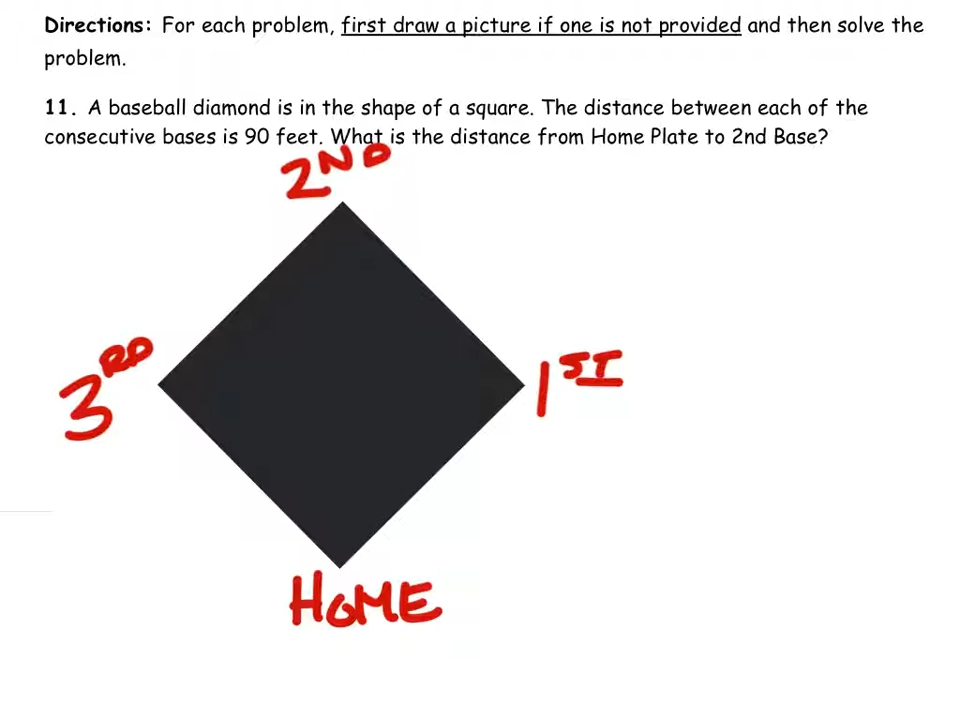 Directions: For each problem, first draw a picture if one is not provided and then solve the
problem.
11. A baseball diamond is in the shape of a square. The distance between each of the
consecutive bases is 90 feet. What is the distance from Home Plate to 2nd Base?
2ND
3RD
1ST
HOME